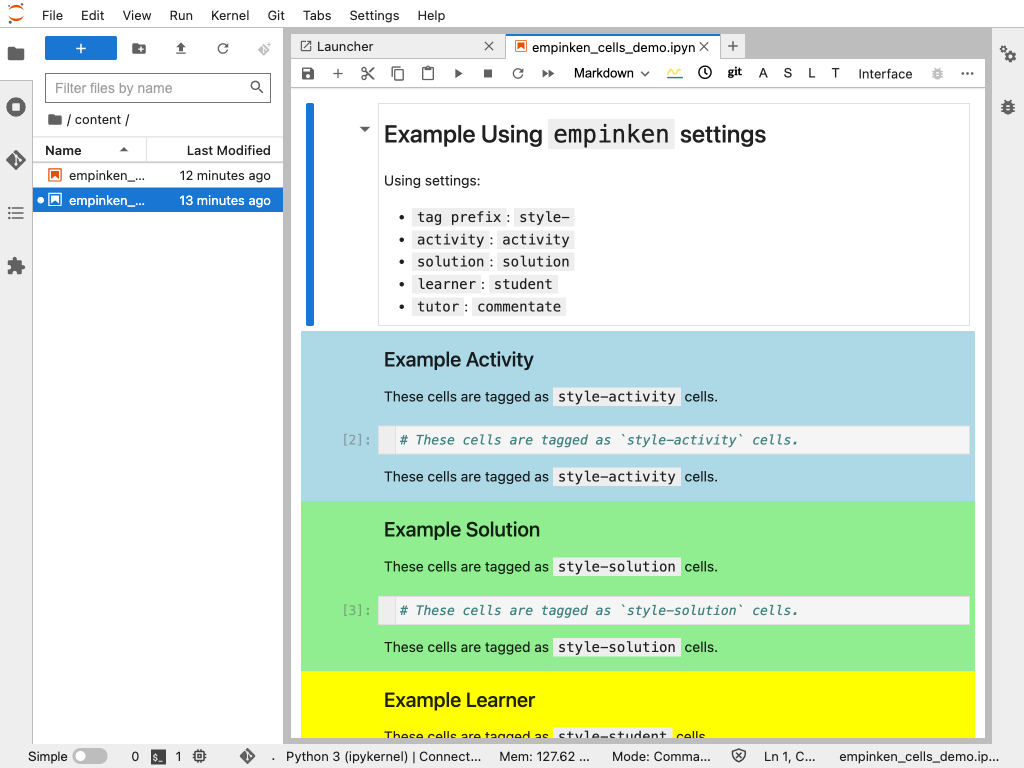 File Edit View Run Kernel Git Tabs Settings Help
+
Filter files by name
/ content /
Name Last Modified
empinken_... 12 minutes ago
empinken_... 13 minutes ago
Launcher
empinken_cells_demo.ipyn
Markdown git A S L T Interface
Example Using empinken settings
Using settings:
• tag prefix: style-
• activity: activity
• solution: solution
• learner: student
• tutor: commentate
Example Activity
These cells are tagged as style-activity cells.
[2]: # These cells are tagged as `style-activity` cells.
These cells are tagged as style-activity cells.
Example Solution
These cells are tagged as style-solution cells.
[3]: # These cells are tagged as `style-solution` cells.
These cells are tagged as style-solution cells.
Example Learner
These cells are tagged as style-student cells.
Simple 0 $_ 1 . Python 3 (ipykernel) | Connect... Mem: 127.62 ... Mode: Comma... Ln 1, C... empinken_cells_demo.ip...